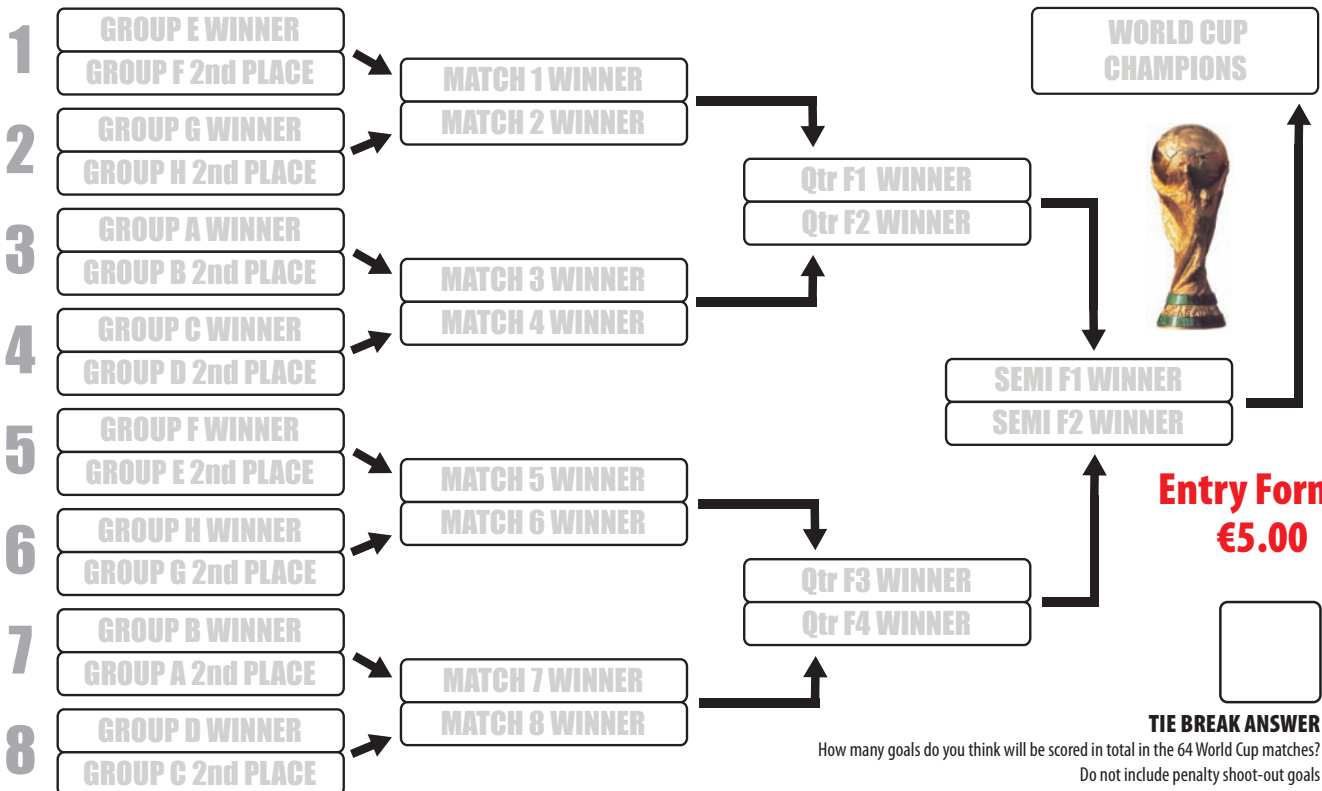 1
GROUP E WINNER
GROUP F 2nd PLACE
2
GROUP G WINNER
GROUP H 2nd PLACE
3
GROUP A WINNER
GROUP B 2nd PLACE
4
GROUP C WINNER
GROUP D 2nd PLACE
5
GROUP F WINNER
GROUP E 2nd PLACE
6
GROUP H WINNER
GROUP G 2nd PLACE
7
GROUP B WINNER
GROUP A 2nd PLACE
8
GROUP D WINNER
GROUP C 2nd PLACE
MATCH 1 WINNER
MATCH 2 WINNER
MATCH 3 WINNER
MATCH 4 WINNER
MATCH 5 WINNER
MATCH 6 WINNER
MATCH 7 WINNER
MATCH 8 WINNER
Qtr F1 WINNER
Qtr F2 WINNER
Qtr F3 WINNER
Qtr F4 WINNER
SEMI F1 WINNER
SEMI F2 WINNER
WORLD CUP
CHAMPIONS
Entry Form
€5.00
TIE BREAK ANSWER
How many goals do you think will be scored in total in the 64 World Cup matches?
Do not include penalty shoot-out goals